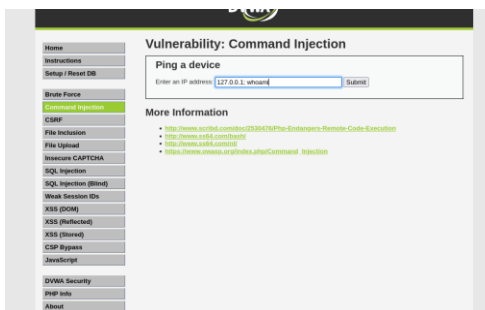 DVWA
Vulnerability: Command Injection
Home
Instructions
Setup / Reset DB
Brute Force
Command Injection
CSRF
File Inclusion
File Upload
Insecure CAPTCHA
SQL Injection
SQL Injection (Blind)
Weak Session IDs
XSS (DOM)
XSS (Reflected)
XSS (Stored)
CSP Bypass
JavaScript
DVWA Security
PHP Info
About
Ping a device
Enter an IP address: 127.0.0.1; whoami Submit
More Information
http://www.scribd.com/doc/2530476/Php-Endangers-Remote-Code-Execution
http://www.ss64.com/bash/
http://www.ss64.com/nt/
https://www.owasp.org/index.php/Command_Injection